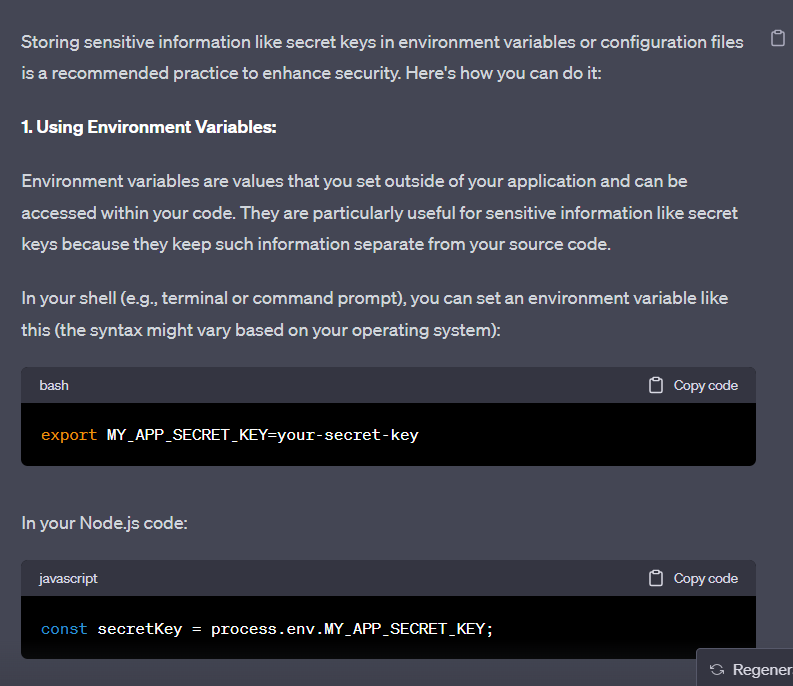 Storing sensitive information like secret keys in environment variables or configuration files
is a recommended practice to enhance security. Here's how you can do it:
1. Using Environment Variables:
Environment variables are values that you set outside of your application and can be
accessed within your code. They are particularly useful for sensitive information like secret
keys because they keep such information separate from your source code.
In your shell (e.g., terminal or command prompt), you can set an environment variable like
this (the syntax might vary based on your operating system):
bash Copy code
export MY_APP_SECRET_KEY=your-secret-key
In your Node.js code:
javascript Copy code
const secretKey = process.env.MY_APP_SECRET_KEY;
Regener